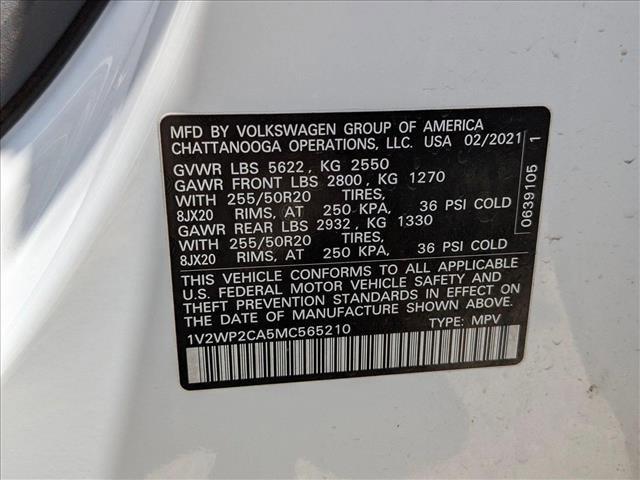 MFD BY VOLKSWAGEN GROUP OF AMERICA
CHATTANOOGA OPERATIONS, LLC. USA 02/2021
GVWR LBS 5622, KG 2550
GAWR FRONT LBS 2800, KG 1270
WITH 255/50R20 TIRES,
8JX20 RIMS, AT 250 KPA, 36 PSI COLD
GAWR REAR LBS 2932, KG 1330
WITH 255/50R20 TIRES,
8JX20 RIMS, AT 250 KPA, 36 PSI COLD
THIS VEHICLE CONFORMS TO ALL APPLICABLE
U.S. FEDERAL MOTOR VEHICLE SAFETY AND
THEFT PREVENTION STANDARDS IN EFFECT ON
THE DATE OF MANUFACTURE SHOWN ABOVE.
1V2WP2CA5MC565210 TYPE: MPV
0639105 1